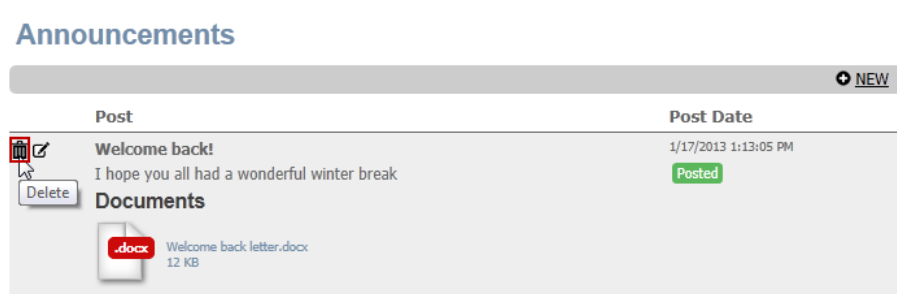 Announcements
NEW
Post Post Date
Welcome back! 1/17/2013 1:13:05 PM
I hope you all had a wonderful winter break Posted
Delete
Documents
.docx Welcome back letter.docx
12 KB